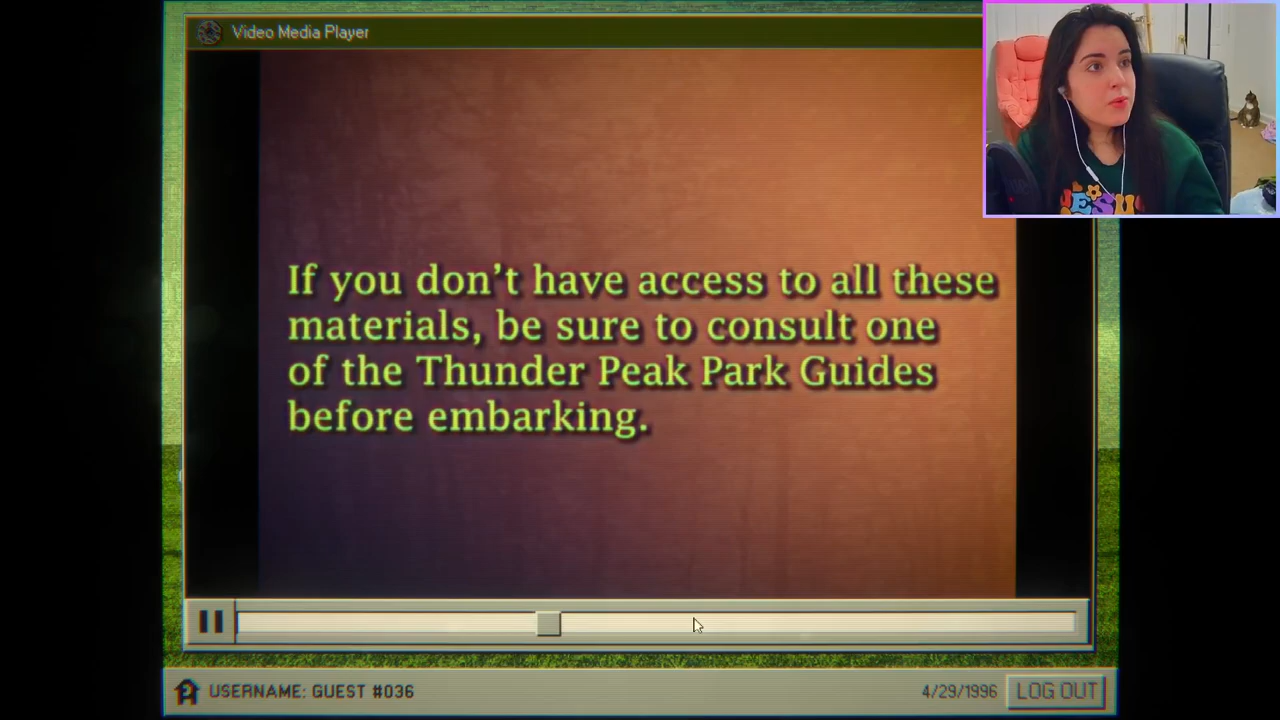 Video Media Player
If you don't have access to all these
materials, be sure to consult one
of the Thunder Peak Park Guides
before embarking.
USERNAME: GUEST #036
4/29/1996
LOG OUT